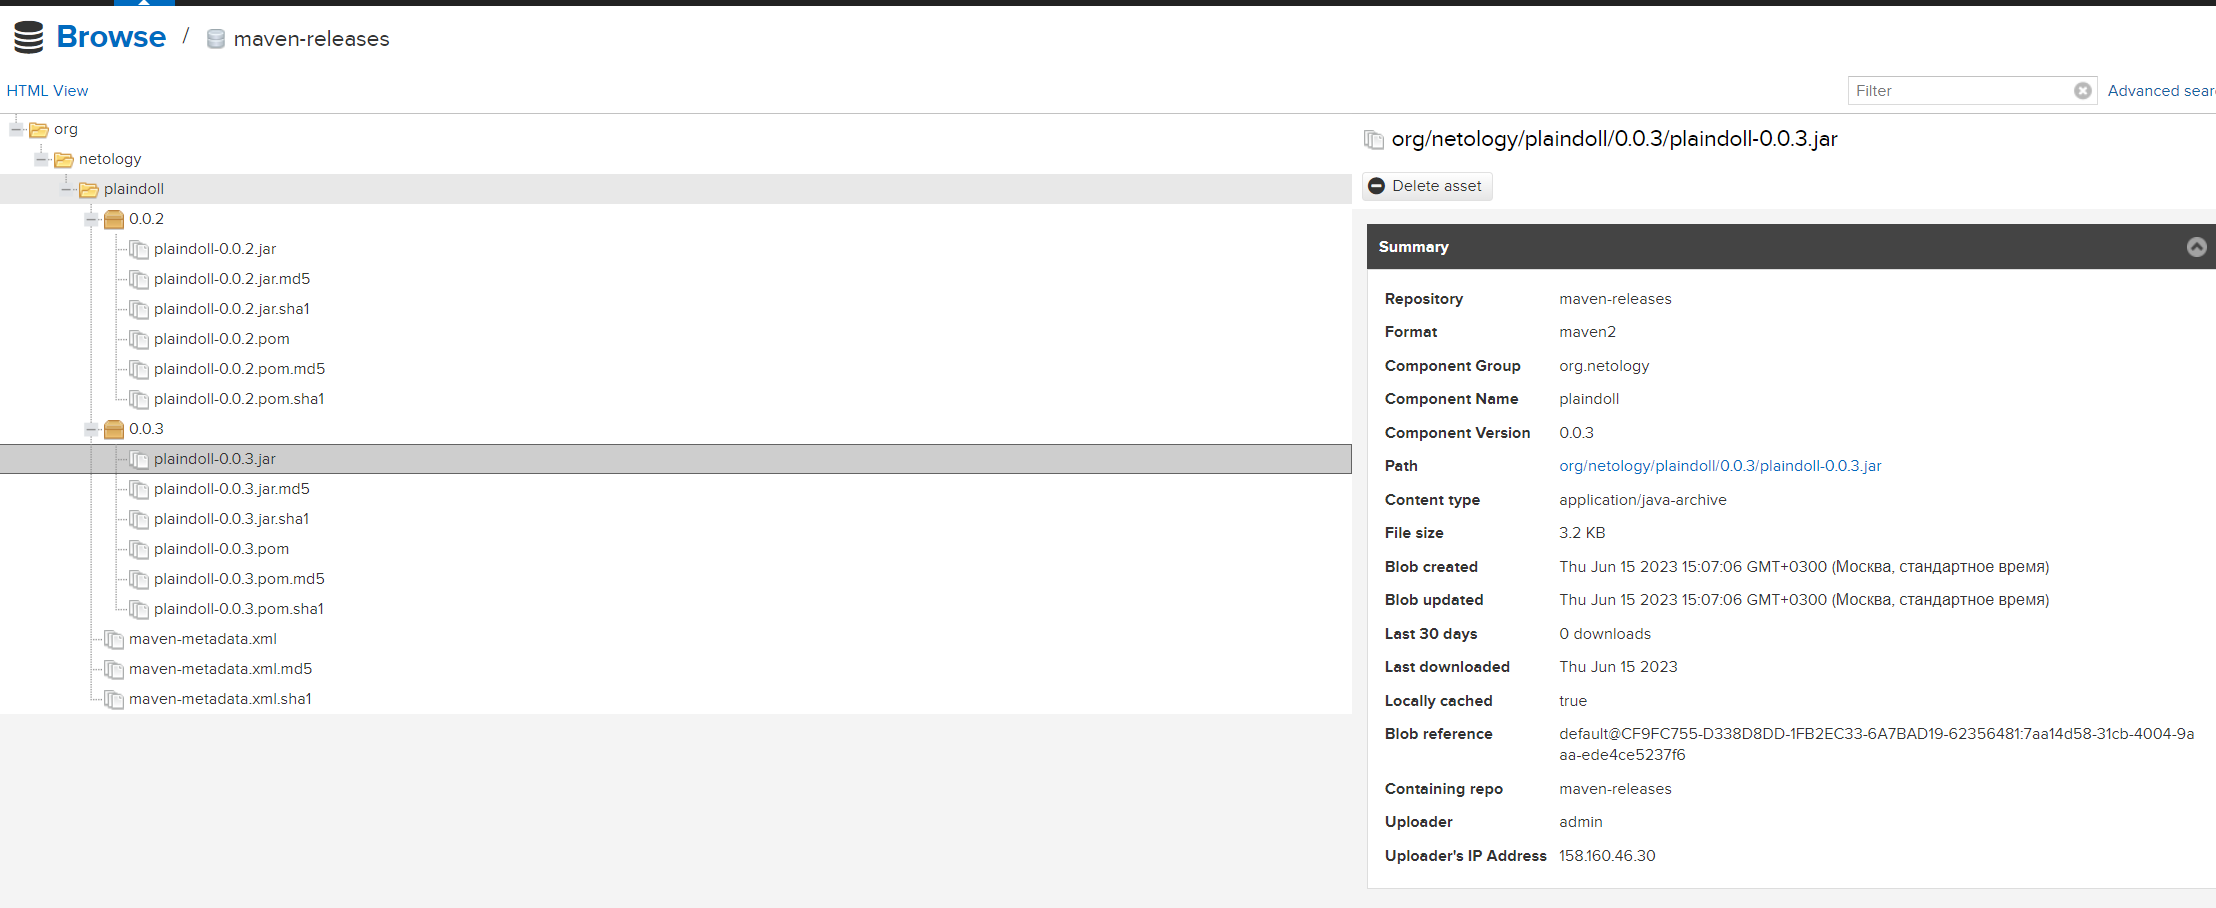 Browse / maven-releases
HTML View
Filter
Advanced sear
org
netology
plaindoll
0.0.2
plaindoll-0.0.2.jar
plaindoll-0.0.2.jar.md5
plaindoll-0.0.2.jar.sha1
plaindoll-0.0.2.pom
plaindoll-0.0.2.pom.md5
plaindoll-0.0.2.pom.sha1
0.0.3
plaindoll-0.0.3.jar
plaindoll-0.0.3.jar.md5
plaindoll-0.0.3.jar.sha1
plaindoll-0.0.3.pom
plaindoll-0.0.3.pom.md5
plaindoll-0.0.3.pom.sha1
maven-metadata.xml
maven-metadata.xml.md5
maven-metadata.xml.sha1
org/netology/plaindoll/0.0.3/plaindoll-0.0.3.jar
Delete asset
Summary
Repository maven-releases
Format maven2
Component Group org.netology
Component Name plaindoll
Component Version 0.0.3
Path org/netology/plaindoll/0.0.3/plaindoll-0.0.3.jar
Content type application/java-archive
File size 3.2 KB
Blob created Thu Jun 15 2023 15:07:06 GMT+0300 (Москва, стандартное время)
Blob updated Thu Jun 15 2023 15:07:06 GMT+0300 (Москва, стандартное время)
Last 30 days 0 downloads
Last downloaded Thu Jun 15 2023
Locally cached true
Blob reference default@CF9FC755-D338D8DD-1FB2EC33-6A7BAD19-62356481:7aa14d58-31cb-4004-9a
aa-ede4ce5237f6
Containing repo maven-releases
Uploader admin
Uploader's IP Address 158.160.46.30